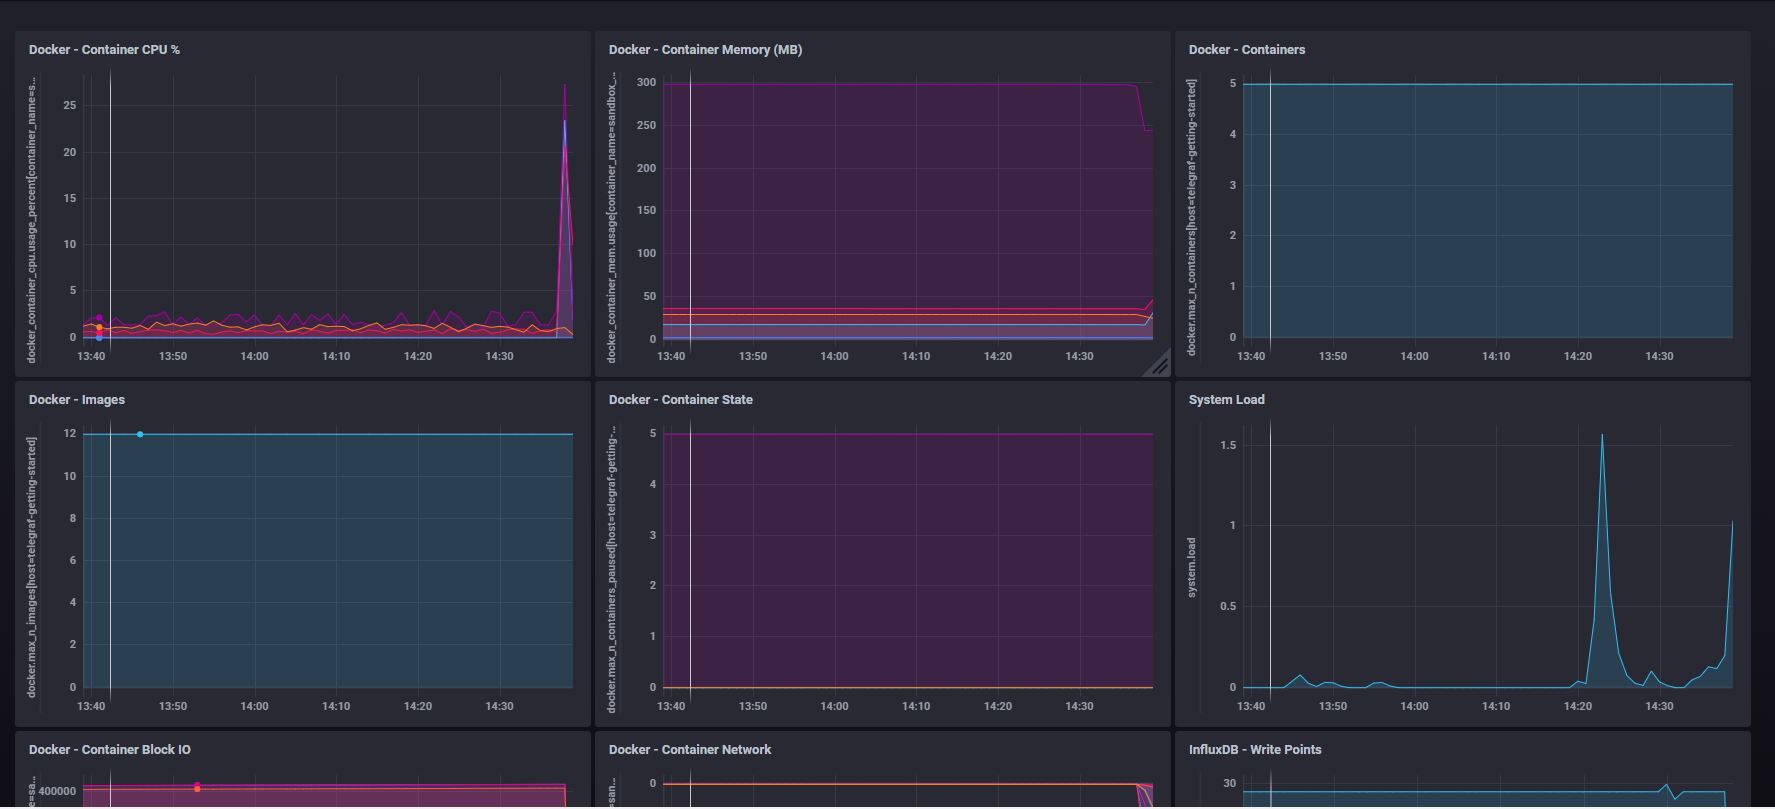 Docker - Container CPU %
docker_container_cpu.usage_percent[container_name=s...
25
20
15
10
5
0
13:40 13:50 14:00 14:10 14:20 14:30
Docker - Container Memory (MB)
docker_container_mem.usage[container_name=sandbox_...
300
250
200
150
100
50
0
13:40 13:50 14:00 14:10 14:20 14:30
Docker - Containers
docker.max_n_containers[host=telegraf-getting-started]
5
4
3
2
1
0
13:40 13:50 14:00 14:10 14:20 14:30
Docker - Images
docker.max_n_images[host=telegraf-getting-started]
12
10
8
6
4
2
0
13:40 13:50 14:00 14:10 14:20 14:30
Docker - Container State
docker.max_n_containers_paused[host=telegraf-getting-...
5
4
3
2
1
0
13:40 13:50 14:00 14:10 14:20 14:30
System Load
system.load
1.5
1
0.5
0
13:40 13:50 14:00 14:10 14:20 14:30
Docker - Container Block IO
e=sa...
400000
Docker - Container Network
=san...
0
InfluxDB - Write Points
30